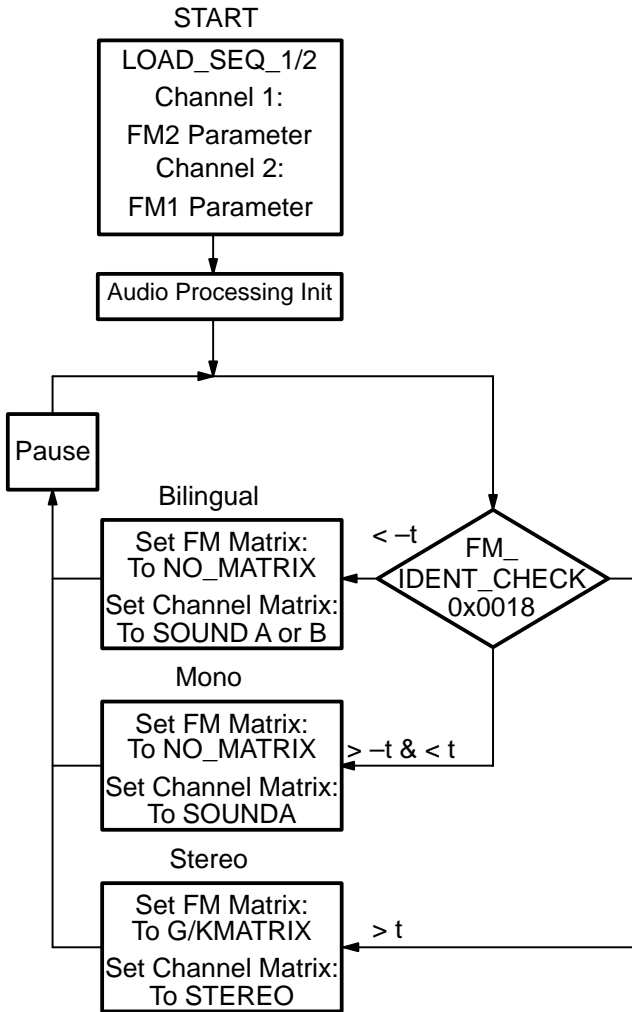 START
LOAD_SEQ_1/2
Channel 1:
FM2 Parameter
Channel 2:
FM1 Parameter
Audio Processing Init
Pause
Bilingual
Set FM Matrix:
To NO_MATRIX
Set Channel Matrix:
To SOUND A or B
< –t
FM_
IDENT_CHECK
0x0018
Mono
Set FM Matrix:
To NO_MATRIX
Set Channel Matrix:
To SOUNDA
> –t & < t
Stereo
Set FM Matrix:
To G/KMATRIX
Set Channel Matrix:
To STEREO
> t